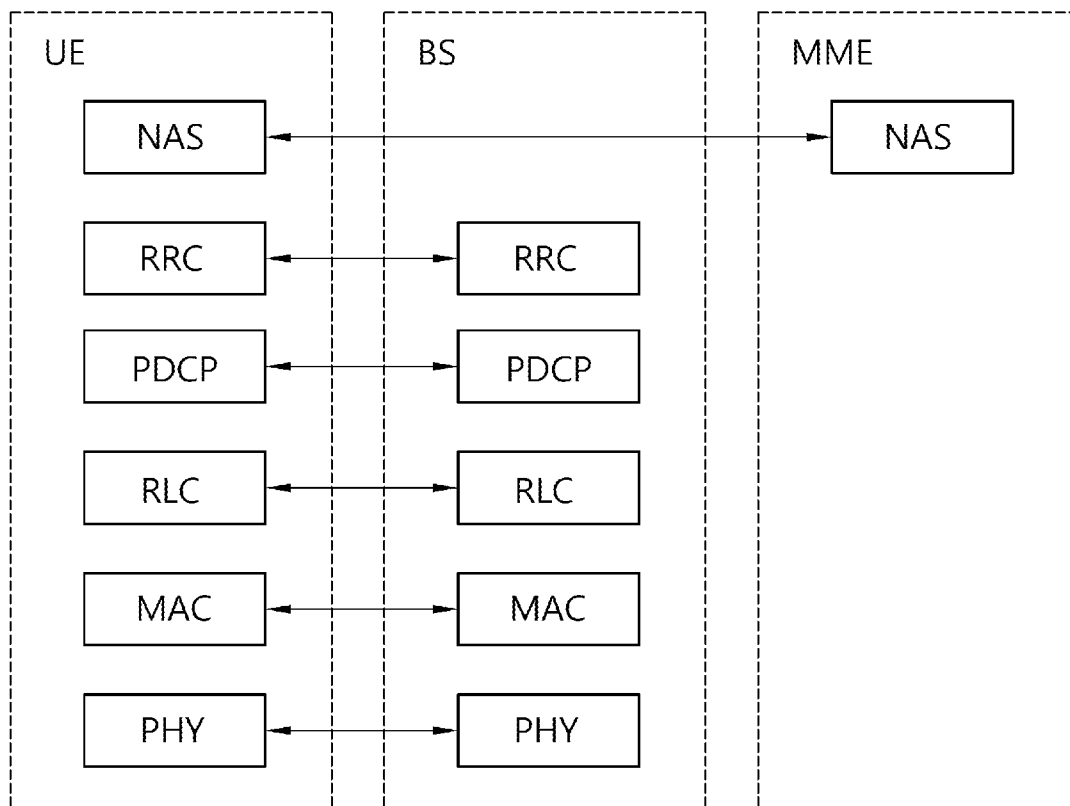 UE
BS
MME
NAS
NAS
RRC
RRC
PDCP
PDCP
RLC
RLC
MAC
MAC
PHY
PHY